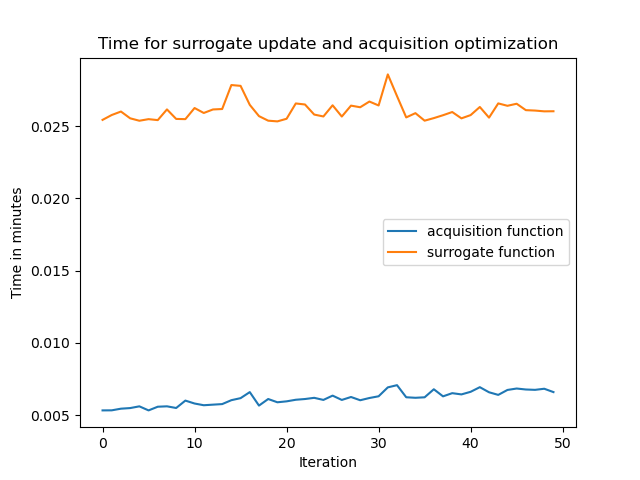 Time for surrogate update and acquisition optimization
Time in minutes
0.025
0.020
0.015
0.010
0.005
acquisition function
surrogate function
0 10 20 30 40 50
Iteration